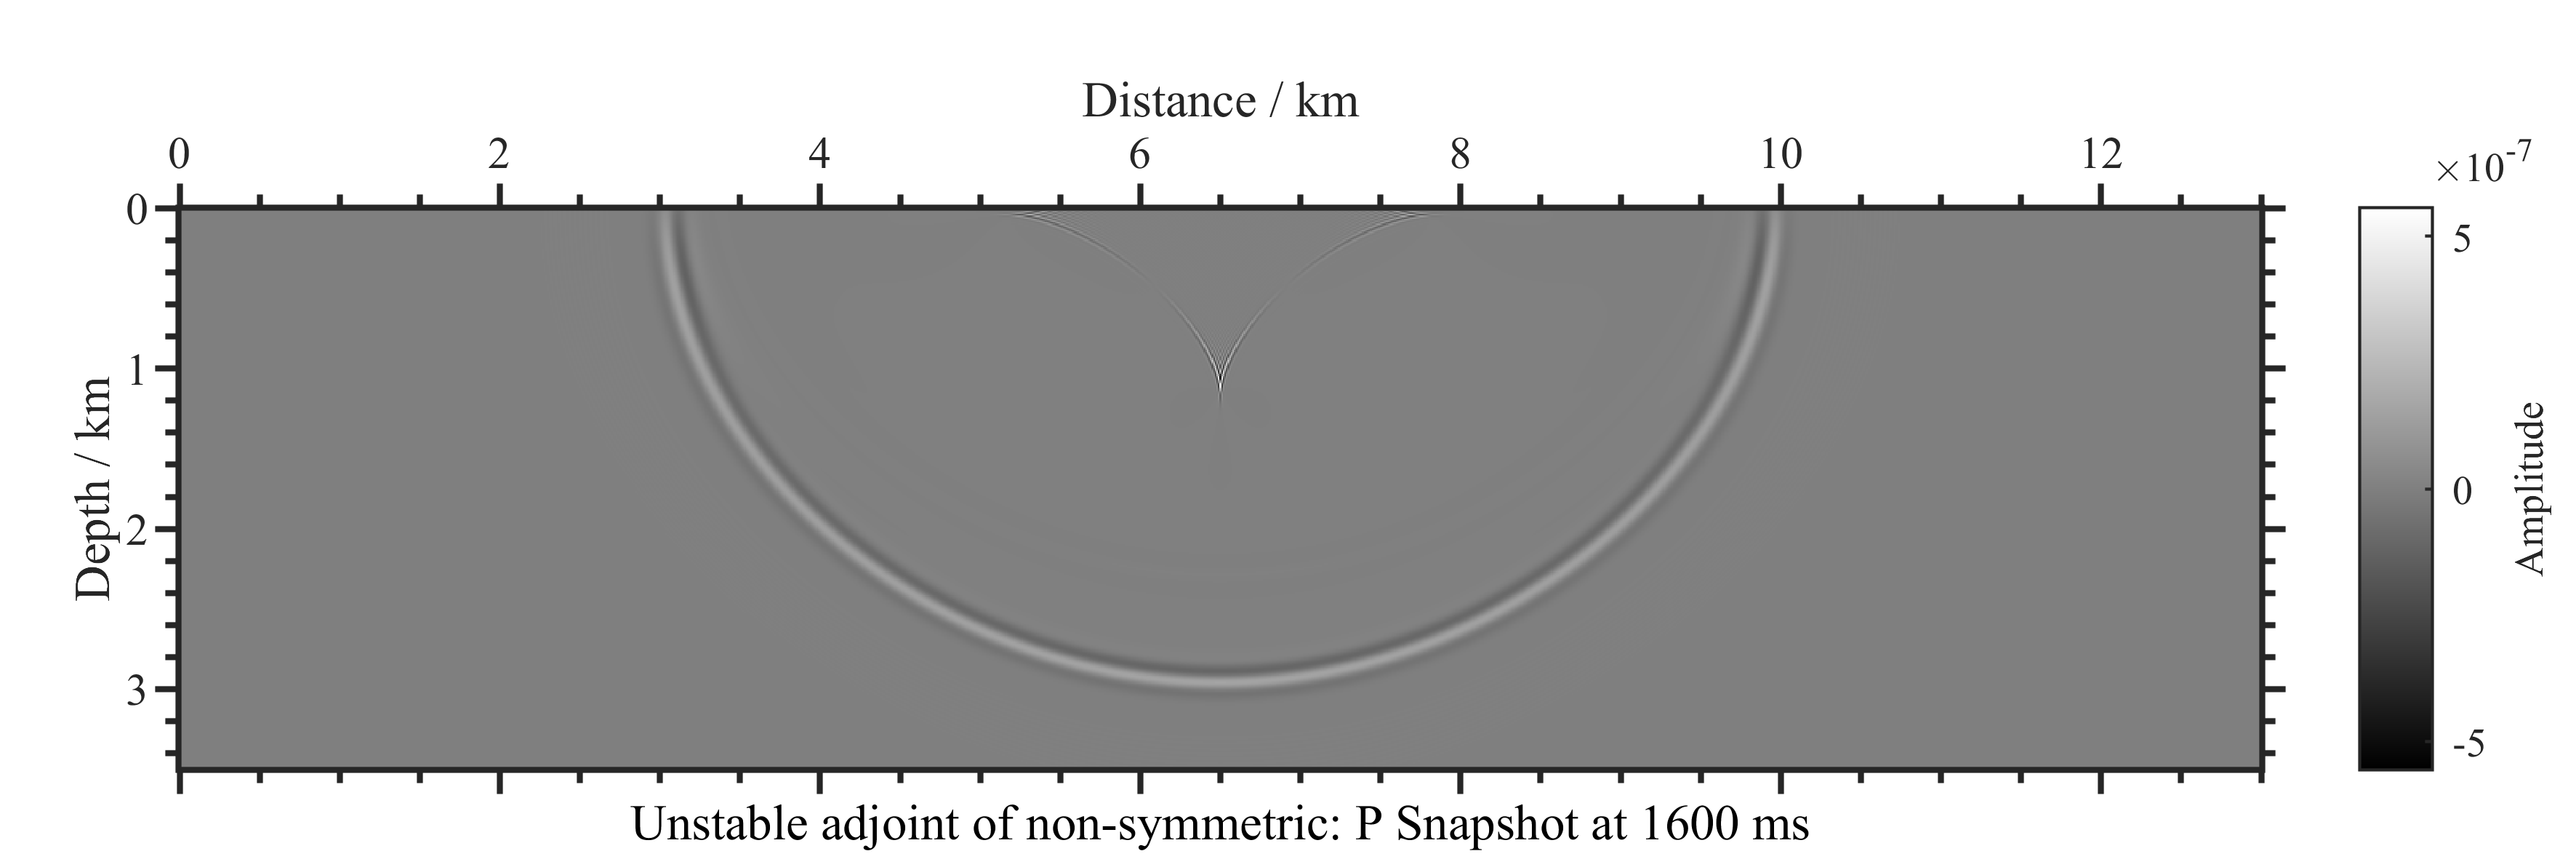 Distance / km
0 2 4 6 8 10 12
×10-7
0
1
2
3
Depth / km
5
0
-5
Amplitude
Unstable adjoint of non-symmetric: P Snapshot at 1600 ms